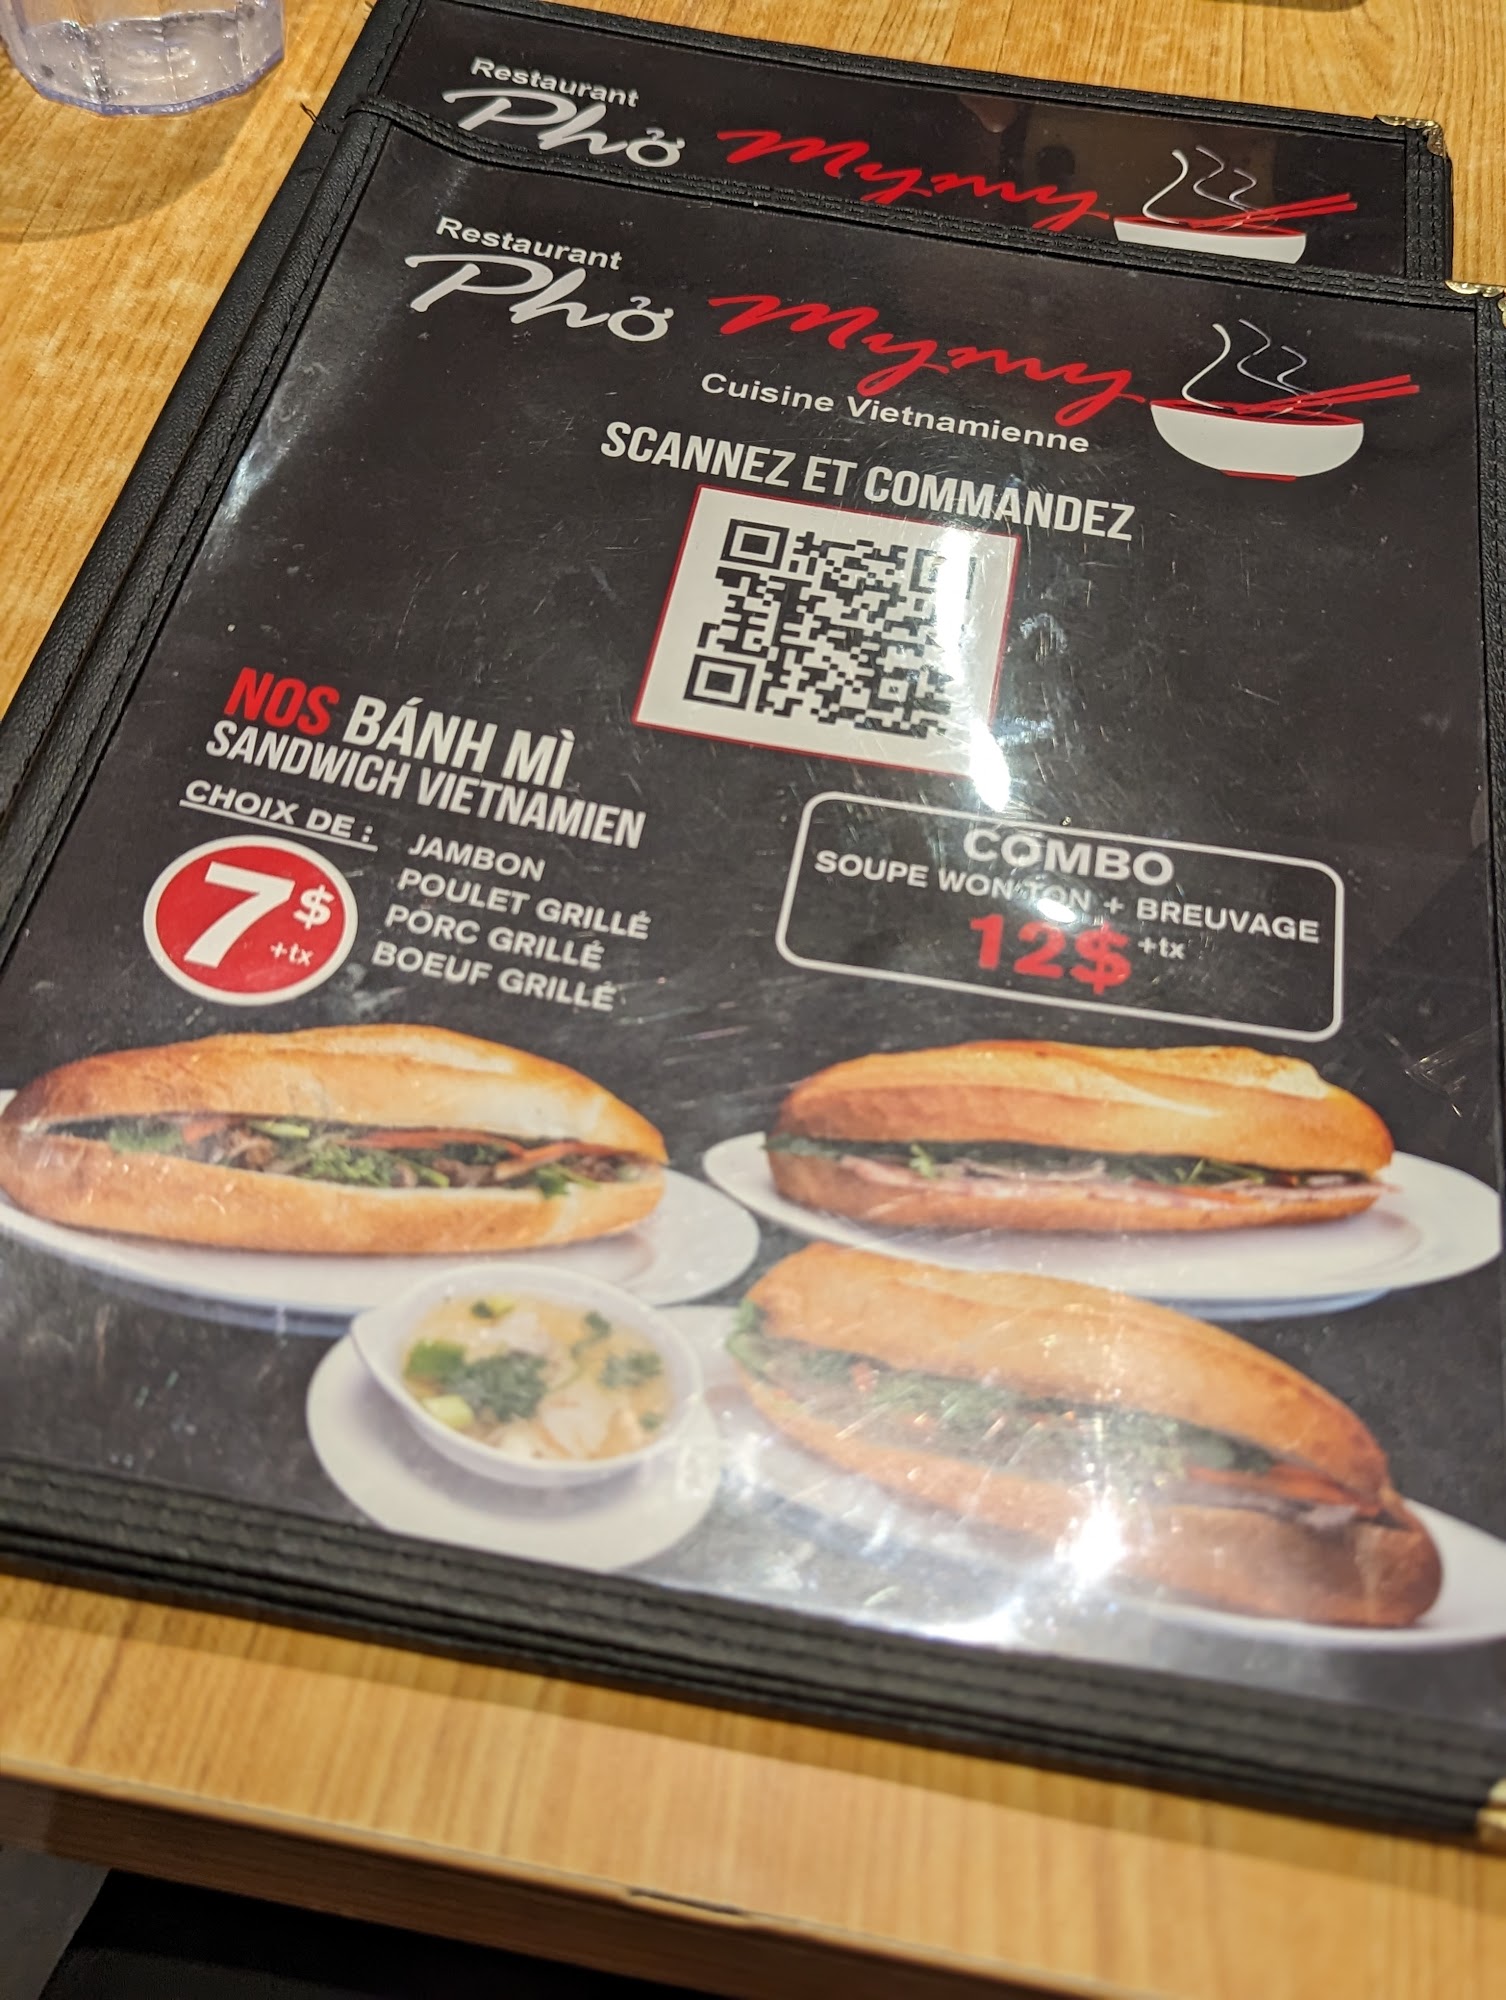 Restaurant
Phở Mymy
Restaurant
Phở Mymy
Cuisine Vietnamienne
SCANNEZ ET COMMANDEZ
NOS BÁNH MÌ
SANDWICH VIETNAMIEN
CHOIX DE :
7$
+tx
JAMBON
POULET GRILLÉ
PORC GRILLÉ
BOEUF GRILLÉ
COMBO
SOUPE WON TON + BREUVAGE
12$ +tx